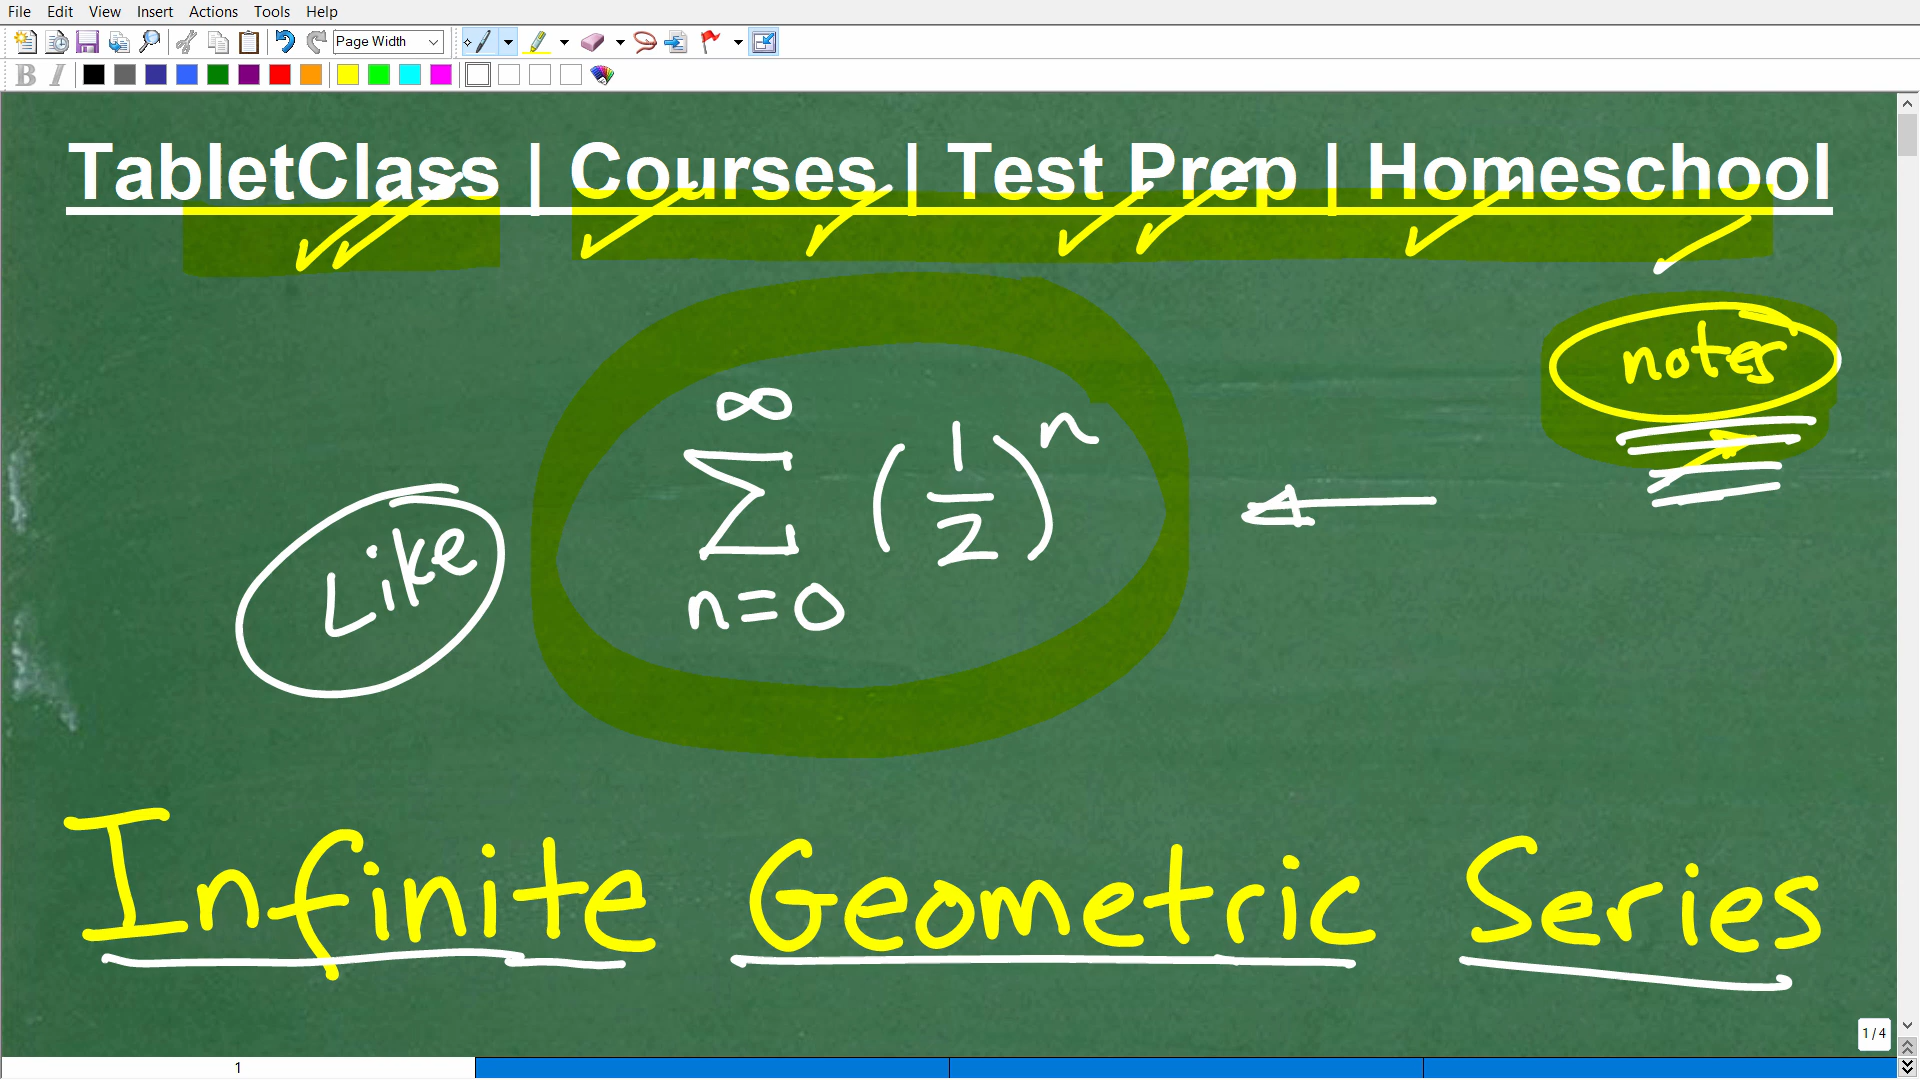 File Edit View Insert Actions Tools Help
Page Width
B I
TabletClass | Courses | Test Prep | Homeschool
notes
∞
∑ (1/2)^n
n=0
Like
Infinite Geometric Series
1 / 4
1